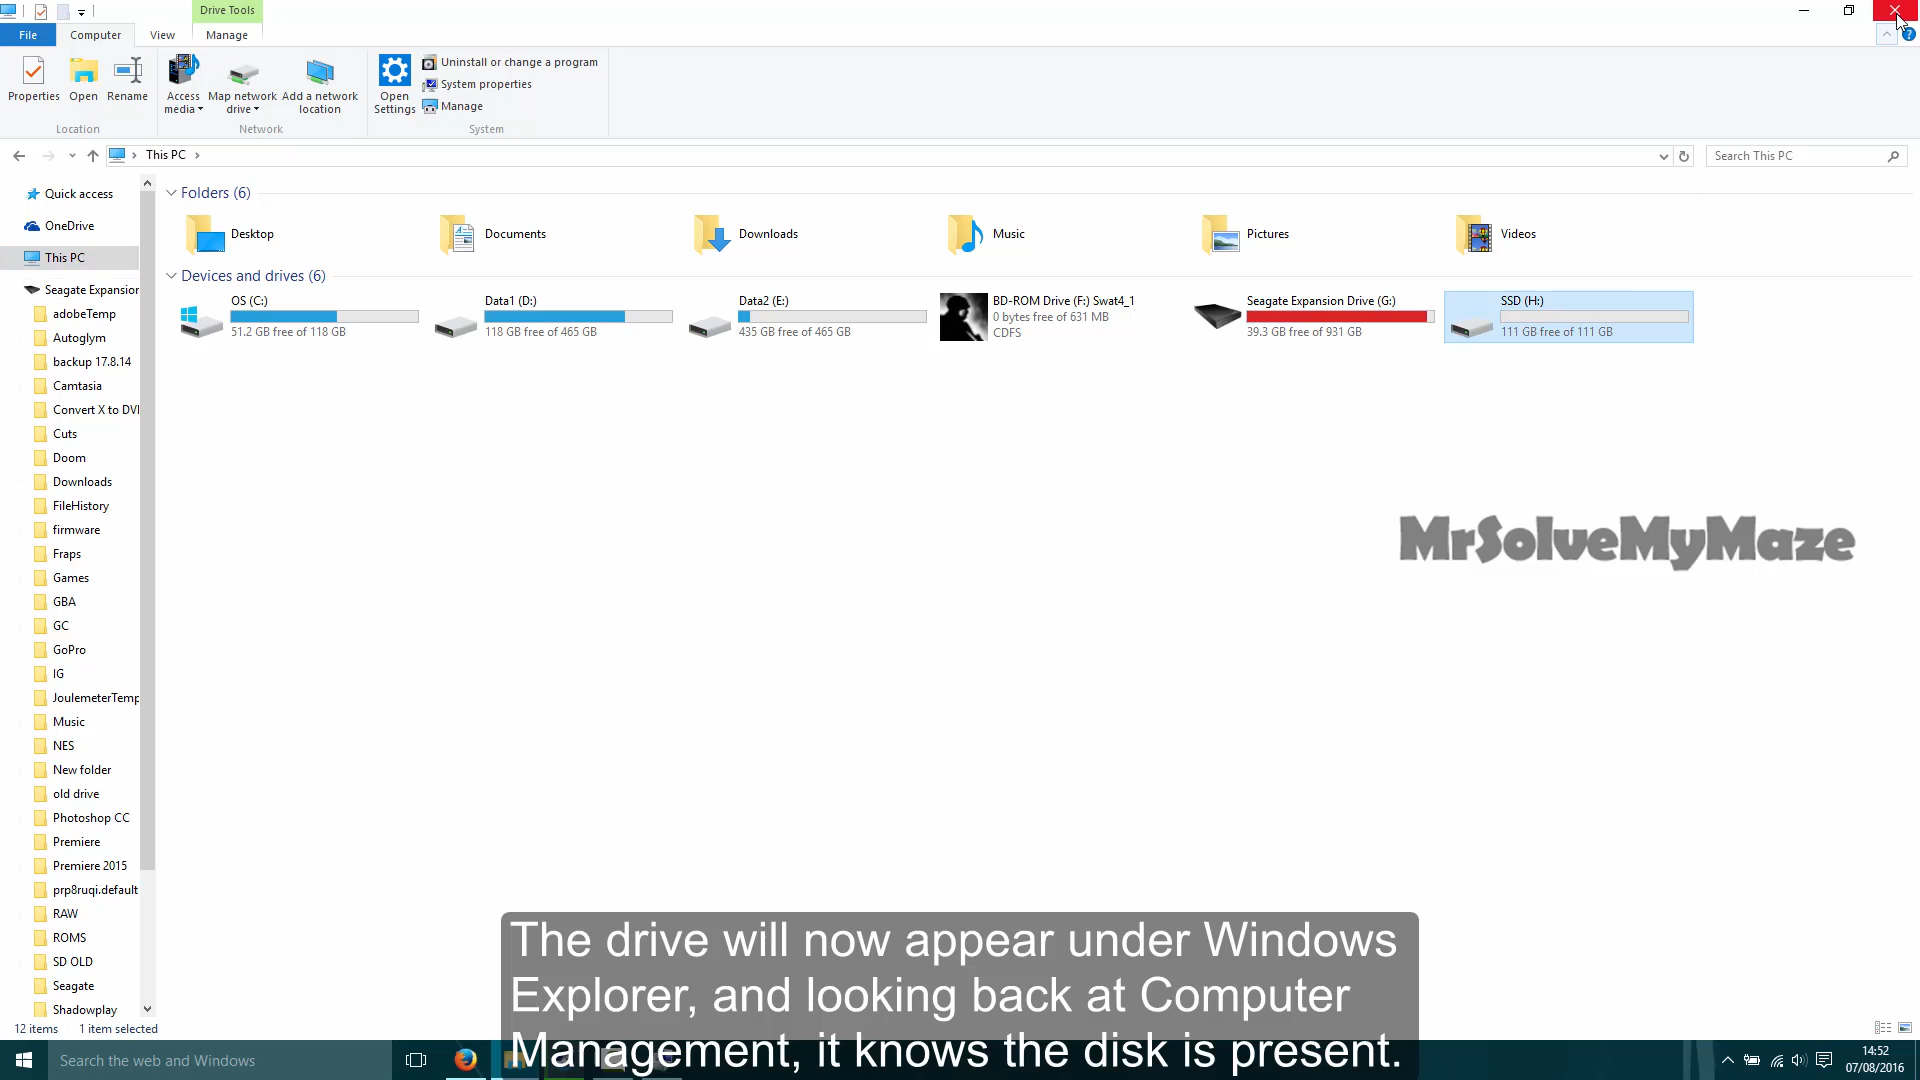 Drive Tools
File Computer View Manage
Properties Open Rename Access media Map network drive Add a network location Open Settings Uninstall or change a program
System properties
Manage
Location Network System
This PC Search This PC
Quick access
OneDrive
This PC
Seagate Expansion
adobeTemp
Autoglym
backup 17.8.14
Camtasia
Convert X to DVI
Cuts
Doom
Downloads
FileHistory
firmware
Fraps
Games
GBA
GC
GoPro
IG
JoulemeterTemp
Music
NES
New folder
old drive
Photoshop CC
Premiere
Premiere 2015
prp8ruqi.default
RAW
ROMS
SD OLD
Seagate
Shadowplay
Folders (6)
Desktop Documents Downloads Music Pictures Videos
Devices and drives (6)
OS (C:)
51.2 GB free of 118 GB
Data1 (D:)
118 GB free of 465 GB
Data2 (E:)
435 GB free of 465 GB
BD-ROM Drive (F:) Swat4_1
0 bytes free of 631 MB
CDFS
Seagate Expansion Drive (G:)
39.3 GB free of 931 GB
SSD (H:)
111 GB free of 111 GB
MrSolveMyMaze
The drive will now appear under Windows
Explorer, and looking back at Computer
Management, it knows the disk is present.
12 items 1 item selected
Search the web and Windows
14:52
07/08/2016